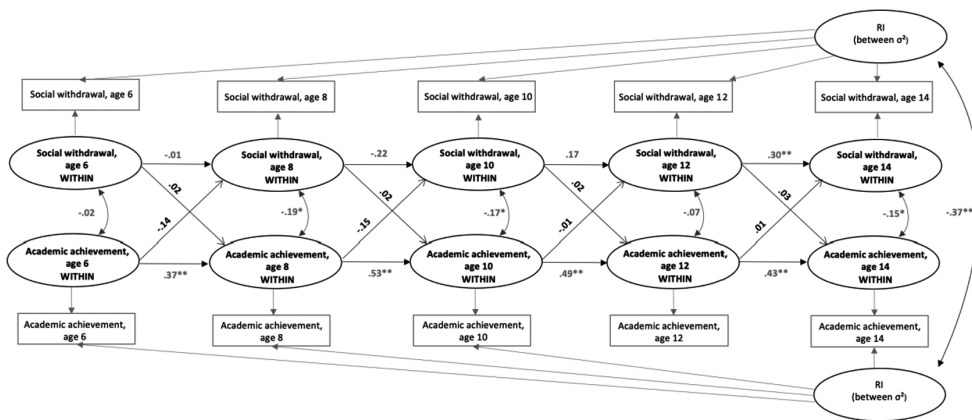 RI
(between σ²)
Social withdrawal, age 6
Social withdrawal, age 8
Social withdrawal, age 10
Social withdrawal, age 12
Social withdrawal, age 14
Social withdrawal,
age 6
WITHIN
-.01
Social withdrawal,
age 8
WITHIN
-.22
Social withdrawal,
age 10
WITHIN
.17
Social withdrawal,
age 12
WITHIN
.30**
Social withdrawal,
age 14
WITHIN
.02
.02
.02
.03
-.02
-.19*
-.17*
-.07
-.15*
-.37**
-.14
-.15
-.01
.01
Academic achievement,
age 6
WITHIN
.37**
Academic achievement,
age 8
WITHIN
.53**
Academic achievement,
age 10
WITHIN
.49**
Academic achievement,
age 12
WITHIN
.43**
Academic achievement,
age 14
WITHIN
Academic achievement,
age 6
Academic achievement,
age 8
Academic achievement,
age 10
Academic achievement,
age 12
Academic achievement,
age 14
RI
(between σ²)